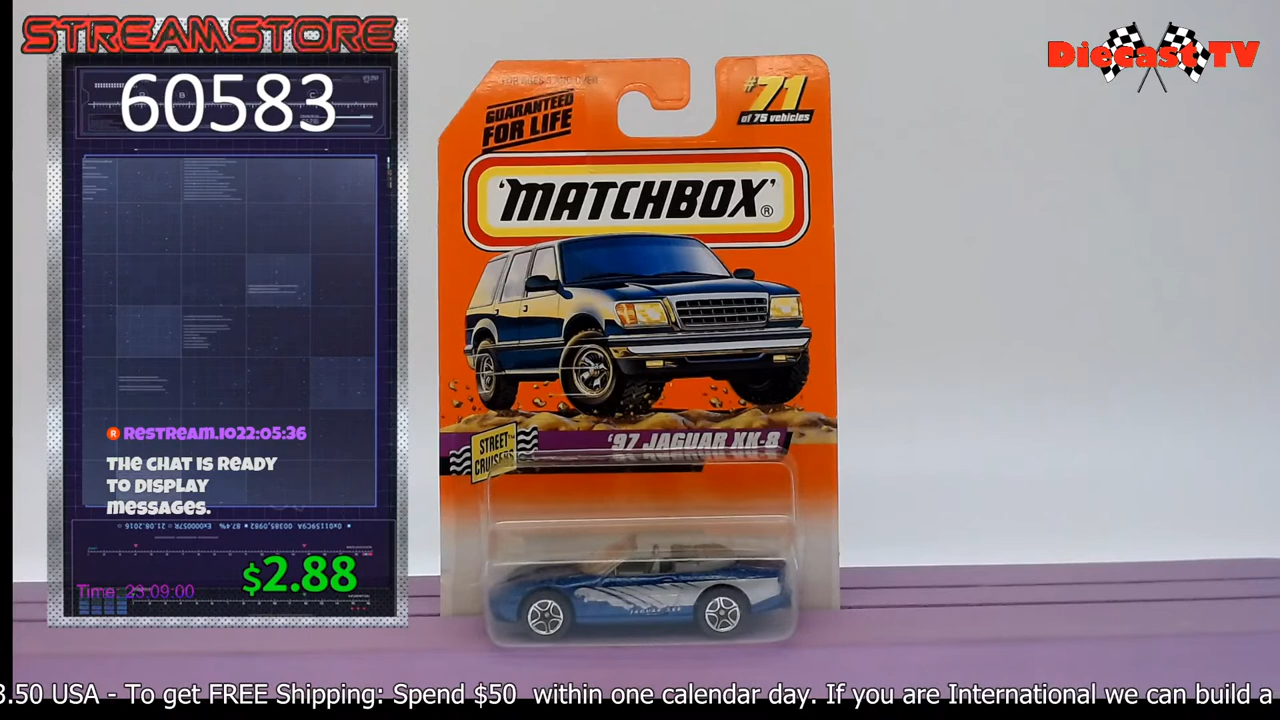 STREAMSTORE
60583
Restream.io 22:05:36
The chat is ready
to display
messages.
Time: 23:09:00
$2.88
GUARANTEED
FOR LIFE
#71
of 75 vehicles
'MATCHBOX'®
STREET™
CRUISERS
'97 JAGUAR XK-8
Diecast TV
3.50 USA - To get FREE Shipping: Spend $50 within one calendar day. If you are International we can build a